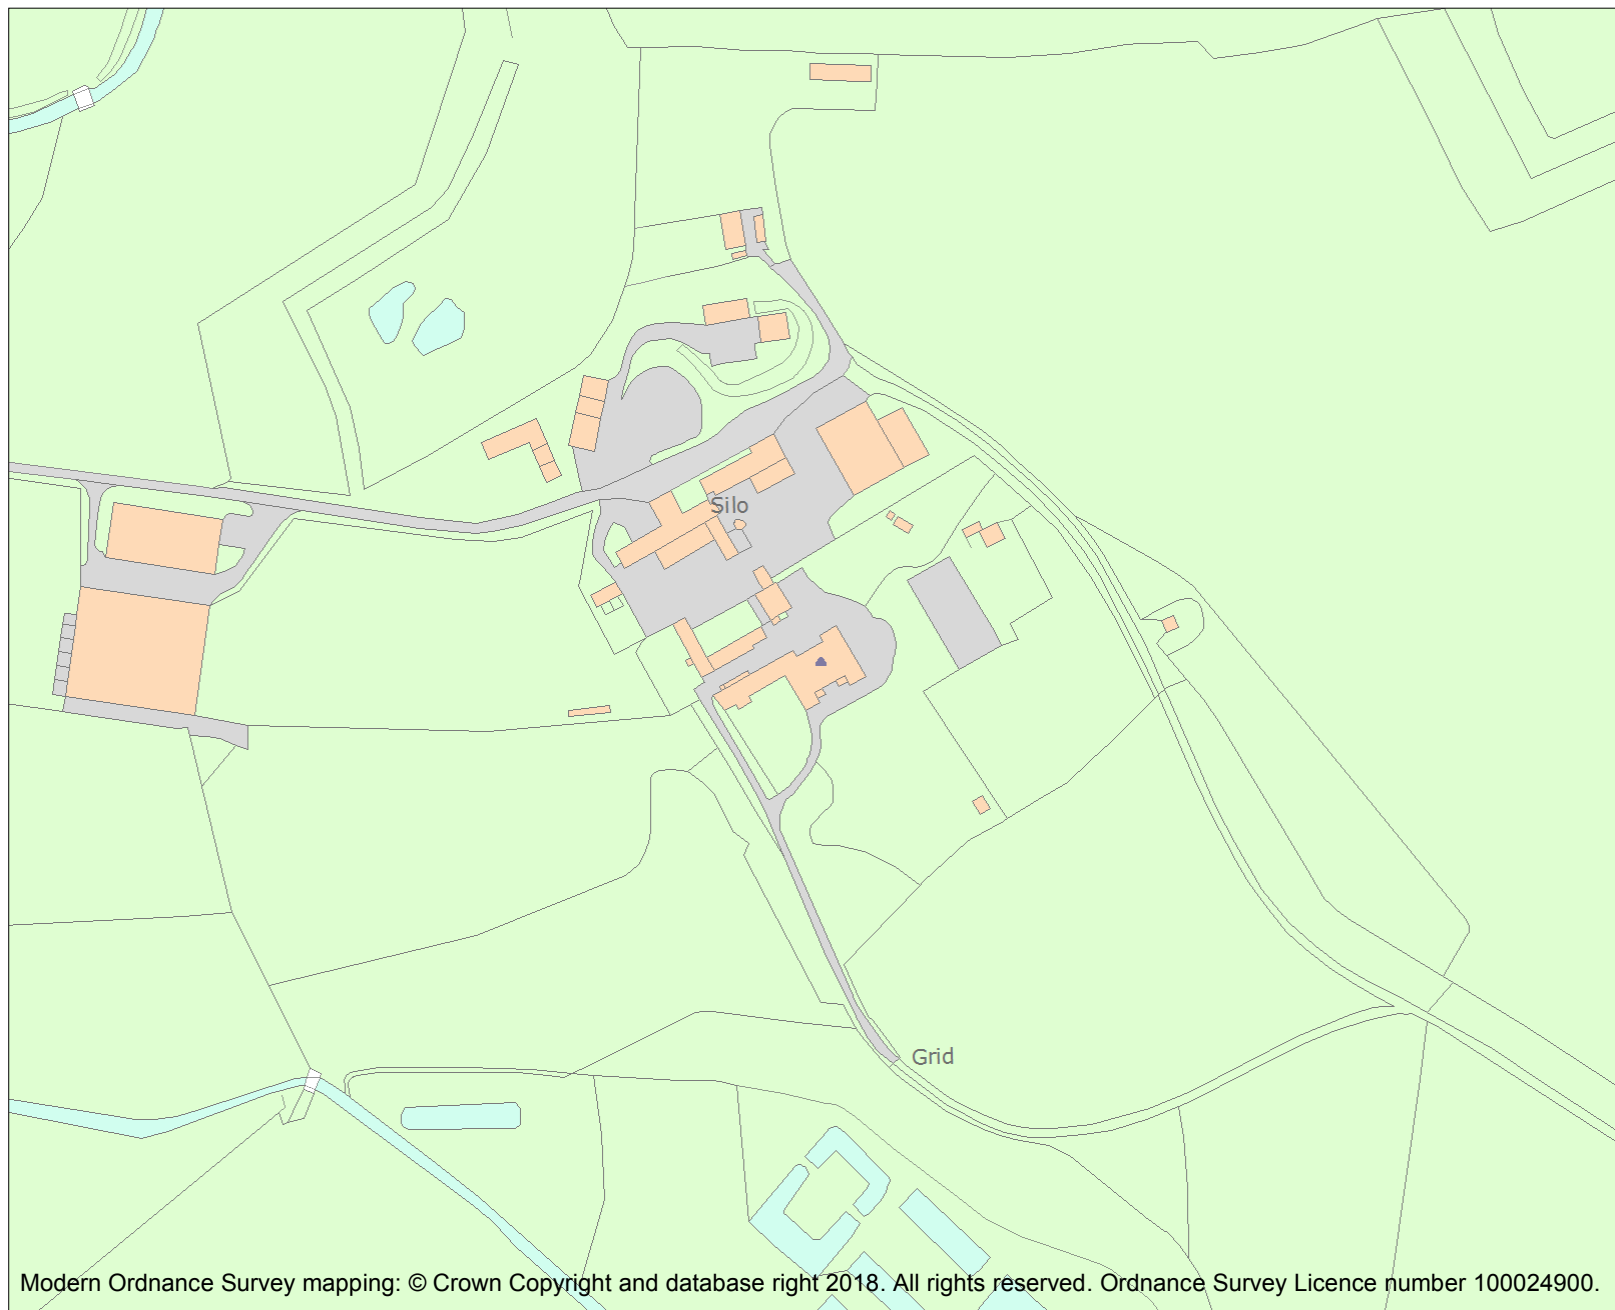 Silo
Grid
Modern Ordnance Survey mapping: © Crown Copyright and database right 2018. All rights reserved. Ordnance Survey Licence number 100024900.